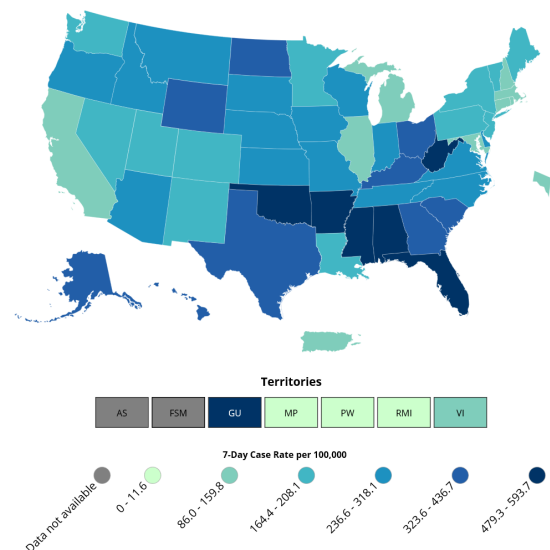 Territories
AS FSM GU MP PW RMI VI
7-Day Case Rate per 100,000
Data not available
0 - 11.6
86.0 - 159.8
164.4 - 208.1
236.6 - 318.1
323.6 - 436.7
479.3 - 593.7